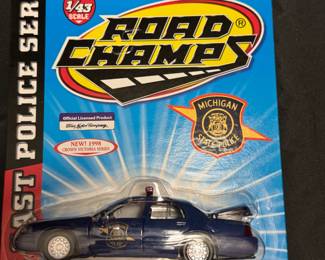 1/43
SCALE
ROAD
CHAMPS
®
AST POLICE SER
Official Licensed Product
Ford Motor Company
MICHIGAN
STATE POLICE
NEW! 1998
CROWN VICTORIA SERIES